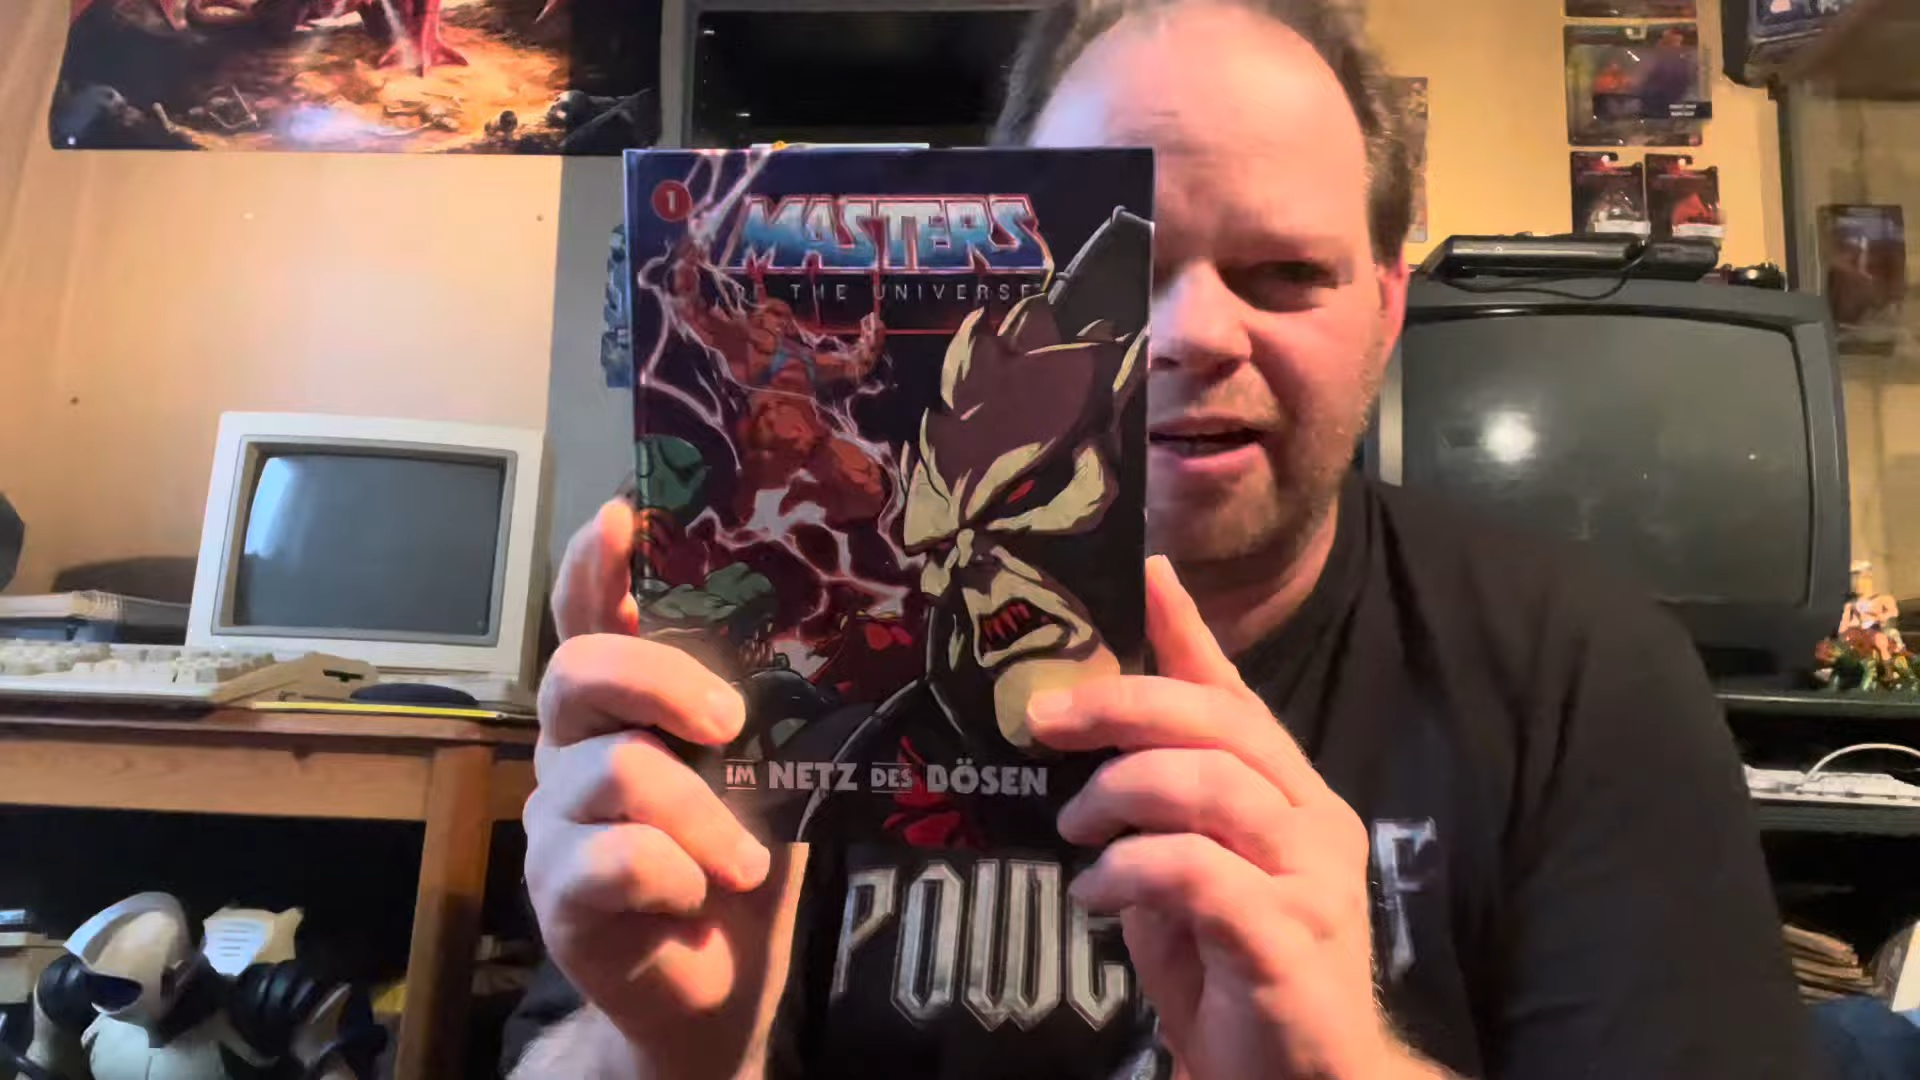 1
MASTERS
OF THE UNIVERSE
IM NETZ DES BÖSEN
POWE
F